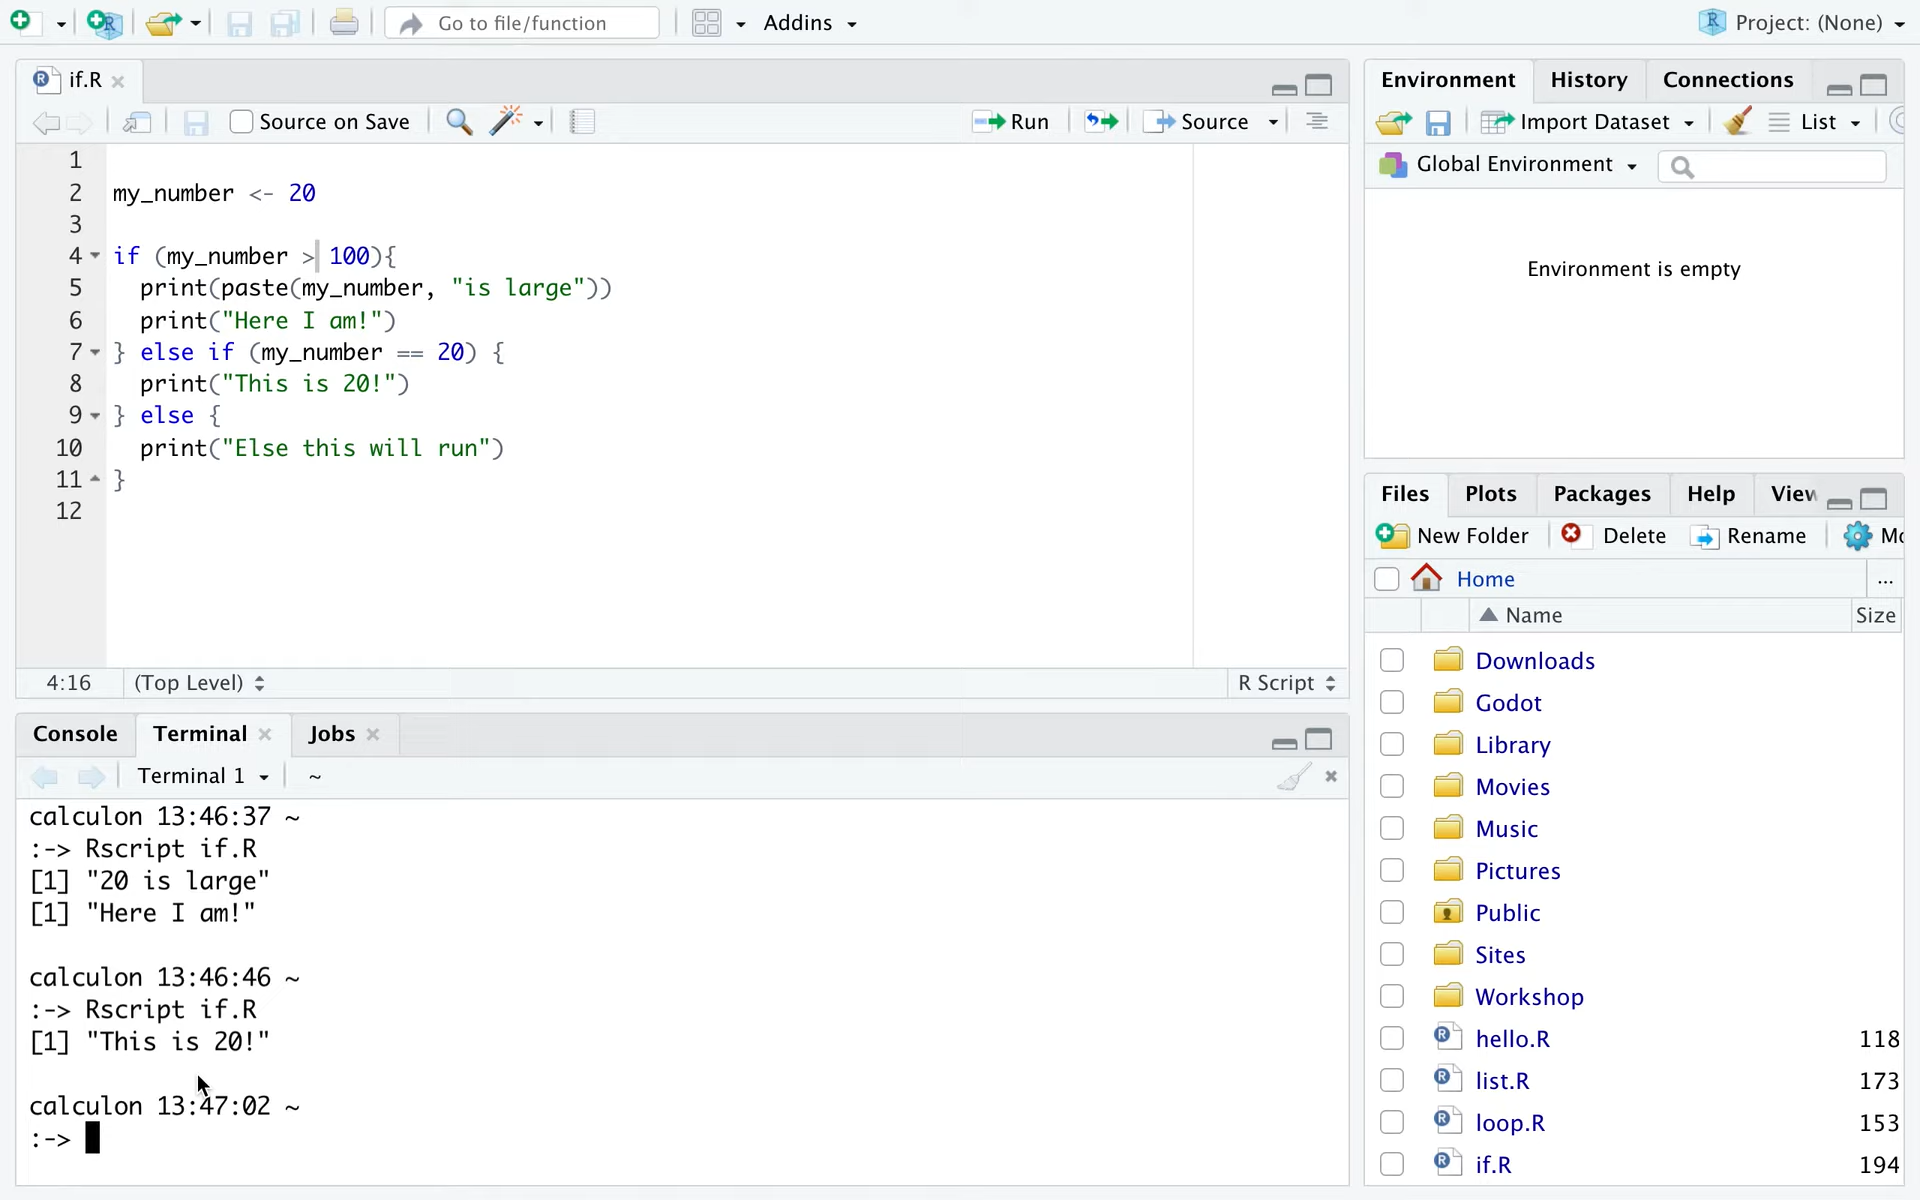 Go to file/function
Addins
Project: (None)
if.R
Source on Save
Run
Source
1
2 my_number <- 20
3
4 if (my_number > 100){
5 print(paste(my_number, "is large"))
6 print("Here I am!")
7 } else if (my_number == 20) {
8 print("This is 20!")
9 } else {
10 print("Else this will run")
11 }
12
4:16 (Top Level) R Script
Console Terminal Jobs
Terminal 1 ~
calculon 13:46:37 ~
:-> Rscript if.R
[1] "20 is large"
[1] "Here I am!"
calculon 13:46:46 ~
:-> Rscript if.R
[1] "This is 20!"
calculon 13:47:02 ~
:->
Environment History Connections
Import Dataset List
Global Environment
Environment is empty
Files Plots Packages Help View
New Folder Delete Rename Mo
Home ...
Name Size
Downloads
Godot
Library
Movies
Music
Pictures
Public
Sites
Workshop
hello.R 118
list.R 173
loop.R 153
if.R 194